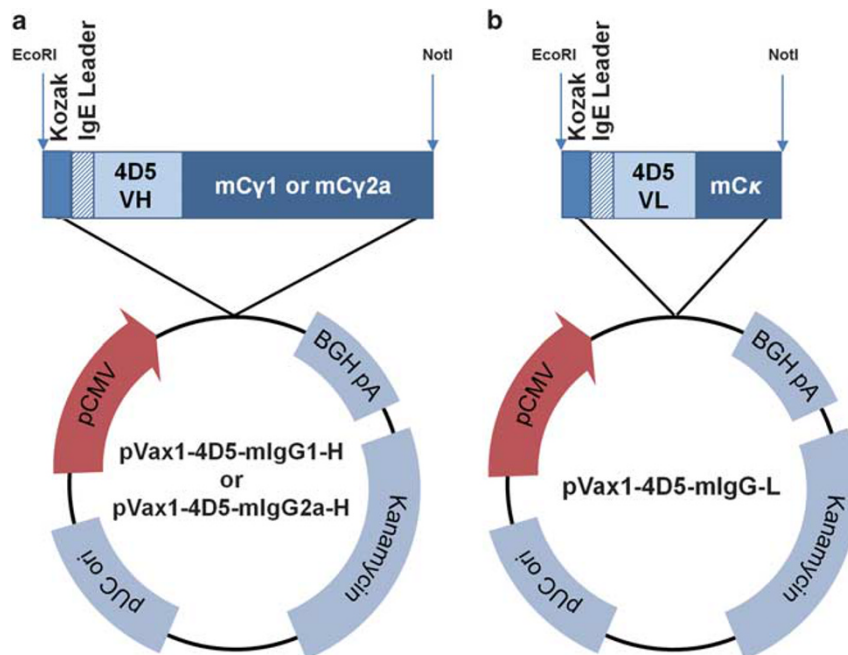 a
EcoRI
Kozak
IgE Leader
NotI
4D5
VH
mCγ1 or mCγ2a
pCMV
BGH pA
pVax1-4D5-mIgG1-H
or
pVax1-4D5-mIgG2a-H
Kanamycin
pUC ori
b
EcoRI
Kozak
IgE Leader
NotI
4D5
VL
mCκ
pCMV
BGH pA
pVax1-4D5-mIgG-L
Kanamycin
pUC ori